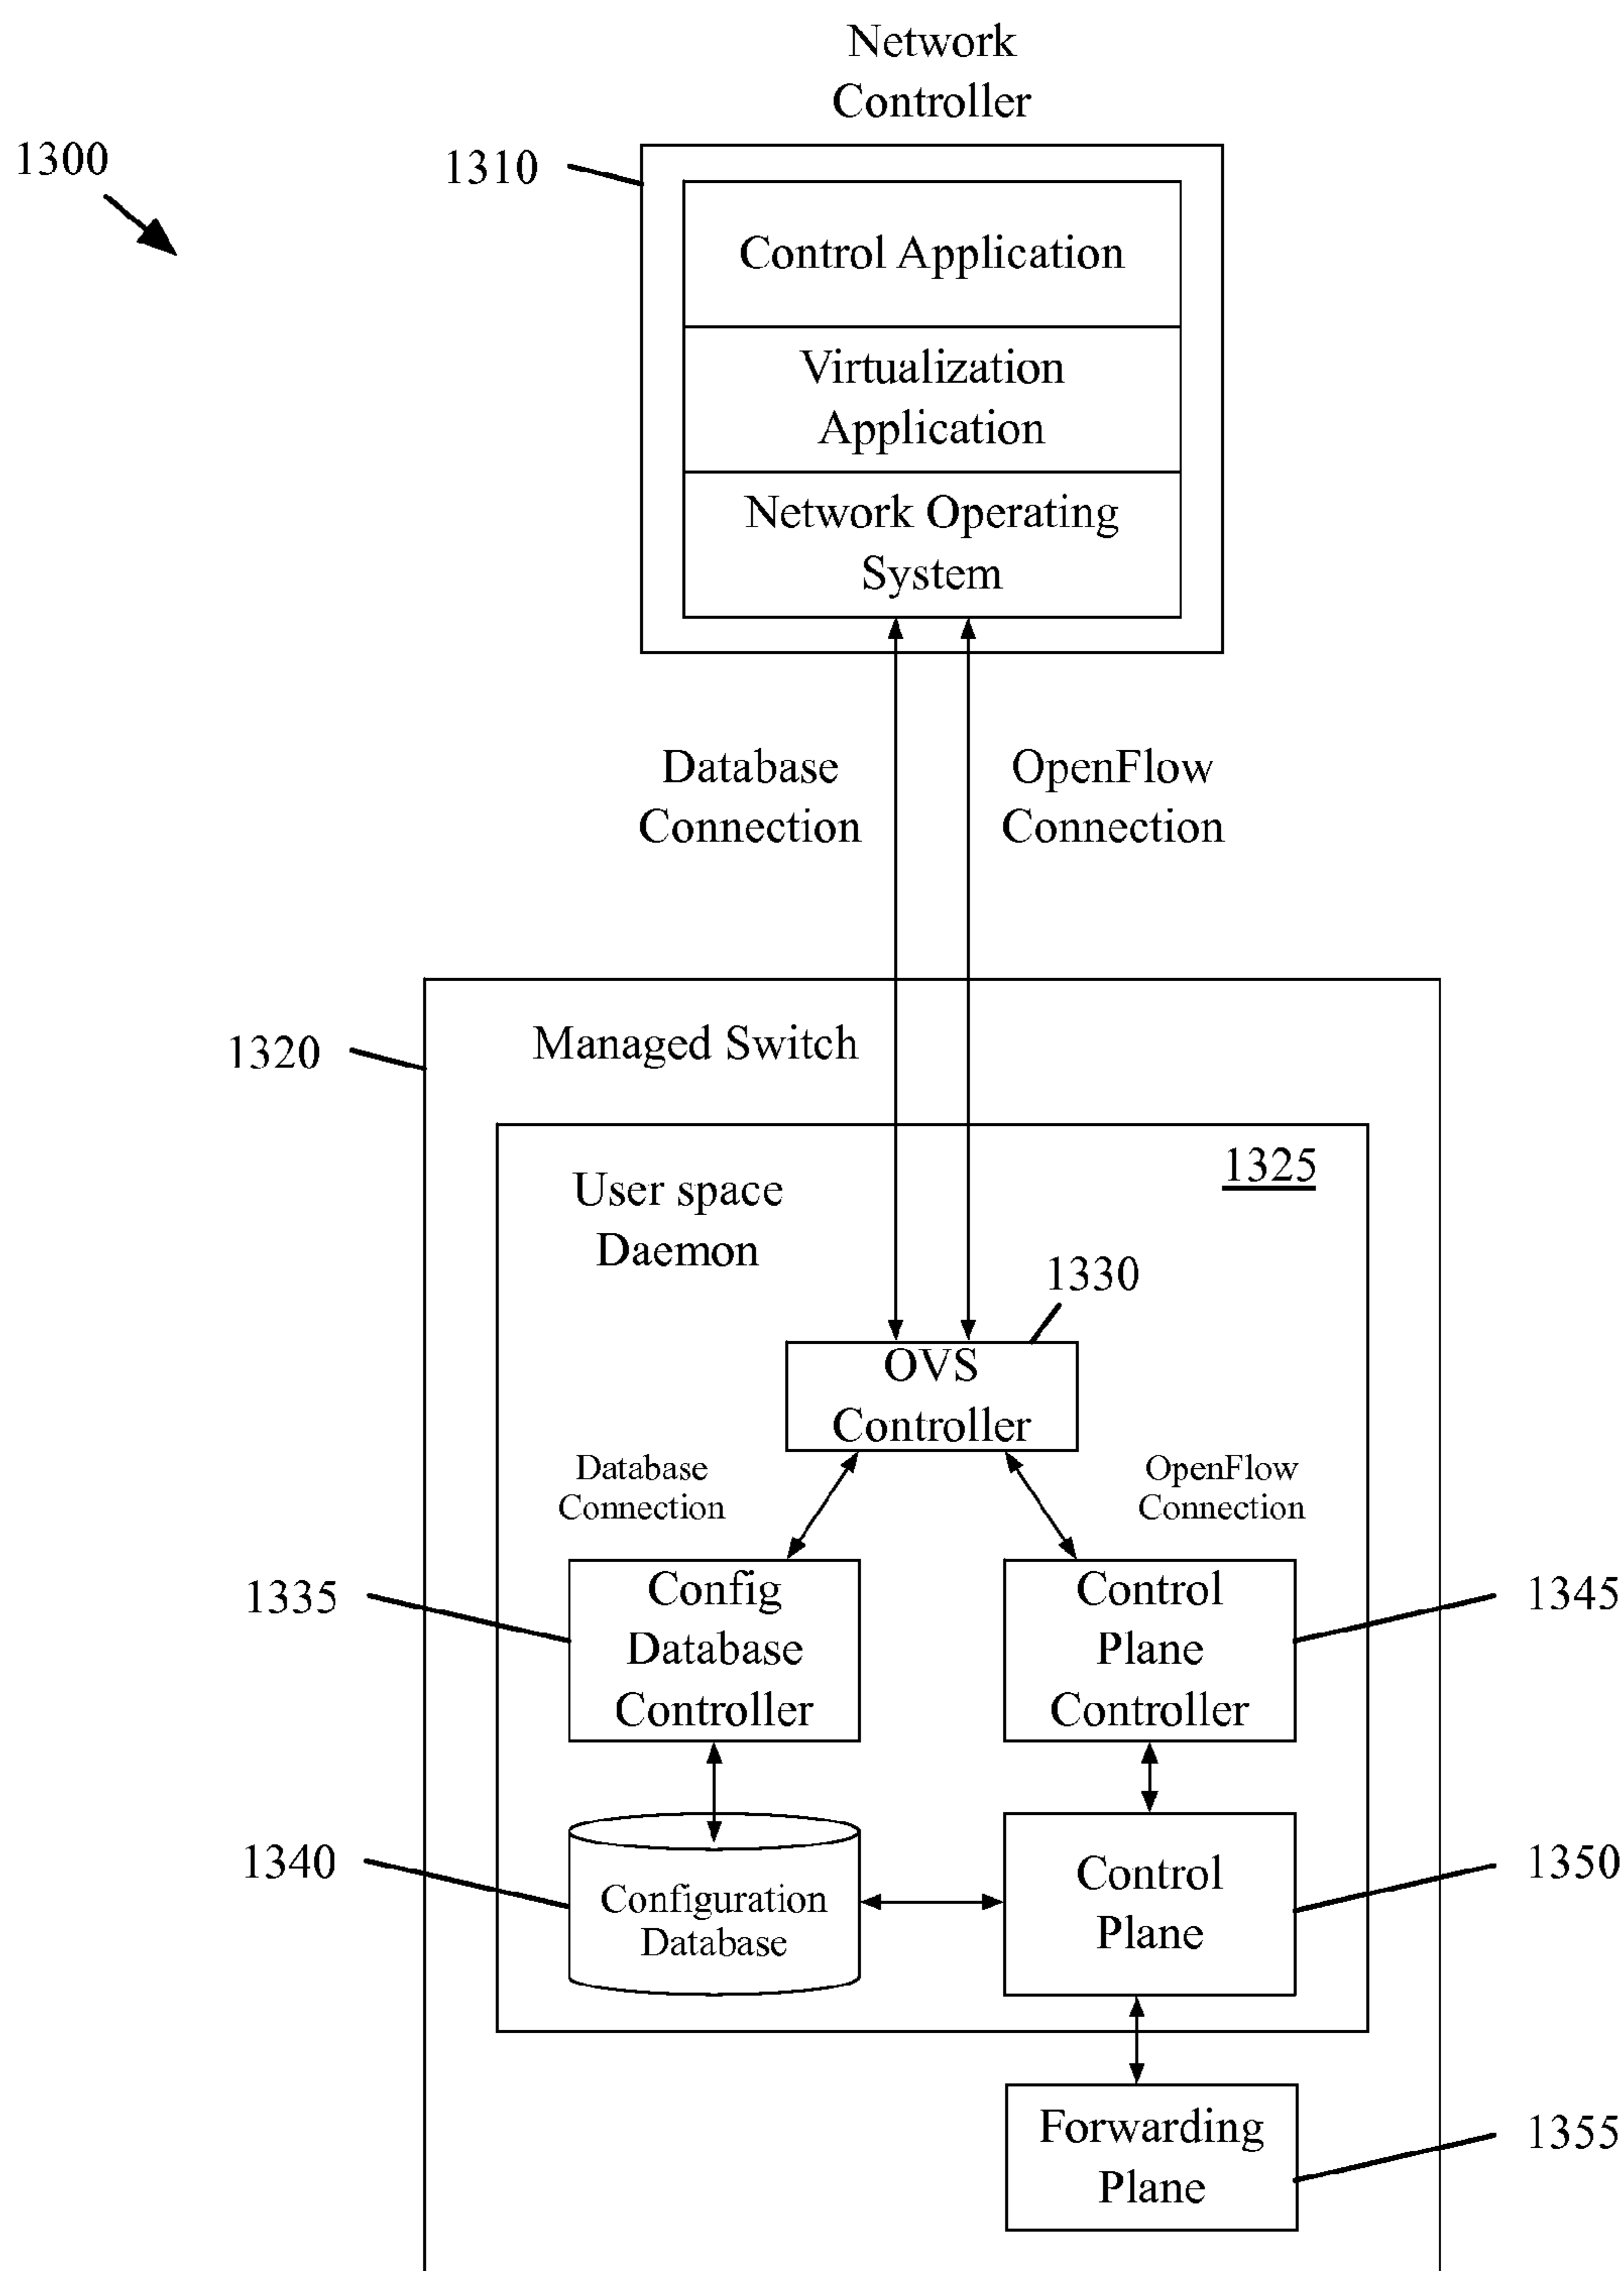 Network
Controller
1300
1310
Control Application
Virtualization
Application
Network Operating
System
Database
Connection
OpenFlow
Connection
1320
Managed Switch
1325
User space
Daemon
1330
OVS
Controller
Database
Connection
OpenFlow
Connection
1335
Config
Database
Controller
Control
Plane
Controller
1345
1340
Configuration
Database
Control
Plane
1350
Forwarding
Plane
1355